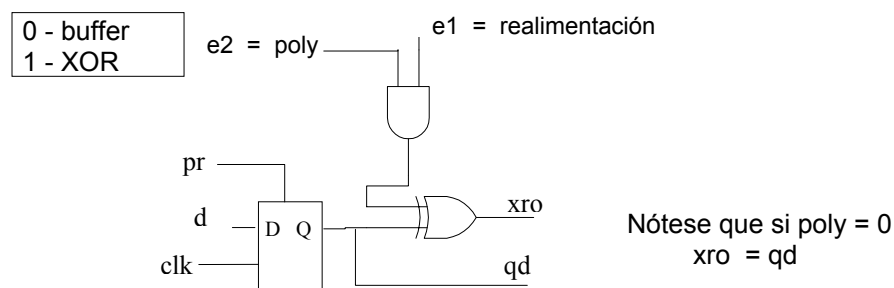 0 - buffer
1 - XOR
e2 = poly
e1 = realimentación
pr
d
D Q
clk
xro
qd
Nótese que si poly = 0
xro = qd